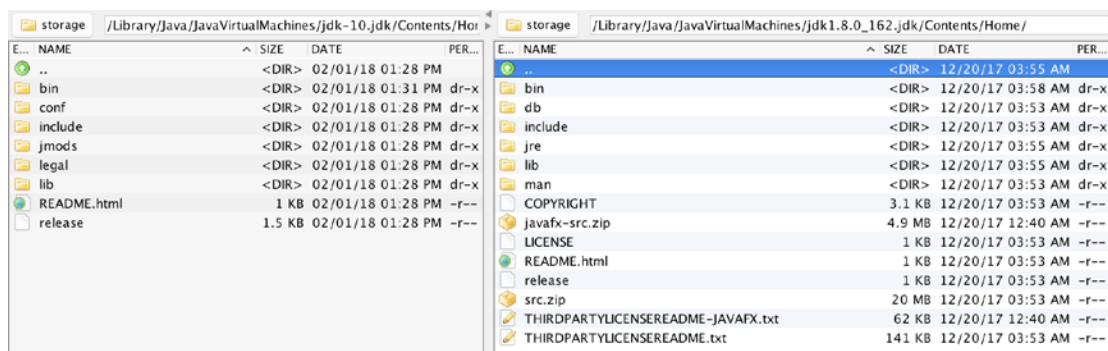 storage /Library/Java/JavaVirtualMachines/jdk-10.jdk/Contents/Hor
E... NAME SIZE DATE PER...
.. <DIR> 02/01/18 01:28 PM
bin <DIR> 02/01/18 01:31 PM dr-x
conf <DIR> 02/01/18 01:28 PM dr-x
include <DIR> 02/01/18 01:28 PM dr-x
jmods <DIR> 02/01/18 01:28 PM dr-x
legal <DIR> 02/01/18 01:28 PM dr-x
lib <DIR> 02/01/18 01:28 PM dr-x
README.html 1 KB 02/01/18 01:28 PM -r--
release 1.5 KB 02/01/18 01:28 PM -r--
storage /Library/Java/JavaVirtualMachines/jdk1.8.0_162.jdk/Contents/Home/
E... NAME SIZE DATE PER...
.. <DIR> 12/20/17 03:55 AM
bin <DIR> 12/20/17 03:58 AM dr-x
db <DIR> 12/20/17 03:53 AM dr-x
include <DIR> 12/20/17 03:53 AM dr-x
jre <DIR> 12/20/17 03:55 AM dr-x
lib <DIR> 12/20/17 03:55 AM dr-x
man <DIR> 12/20/17 03:53 AM dr-x
COPYRIGHT 3.1 KB 12/20/17 03:53 AM -r--
javafx-src.zip 4.9 MB 12/20/17 12:40 AM -r--
LICENSE 1 KB 12/20/17 03:53 AM -r--
README.html 1 KB 12/20/17 03:53 AM -r--
release 1 KB 12/20/17 03:53 AM -r--
src.zip 20 MB 12/20/17 03:53 AM -r--
THIRDPARTYLICENSEREADME-JAVAFX.txt 62 KB 12/20/17 12:40 AM -r--
THIRDPARTYLICENSEREADME.txt 141 KB 12/20/17 03:53 AM -r--